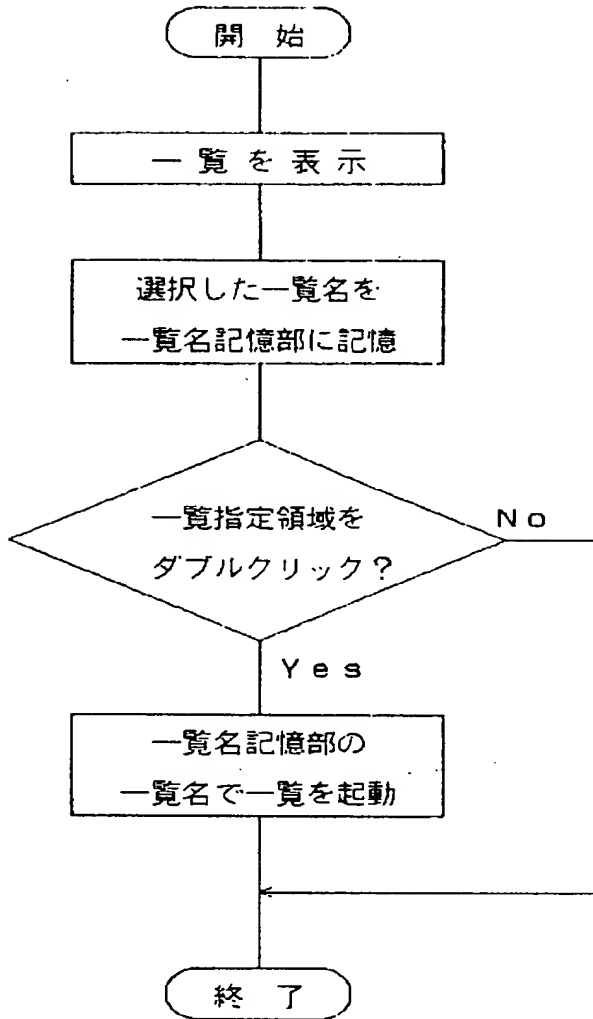 開始
一覧を表示
選択した一覧名を
一覧名記憶部に記憶
一覧指定領域を
ダブルクリック？
No
Yes
一覧名記憶部の
一覧名で一覧を起動
終了